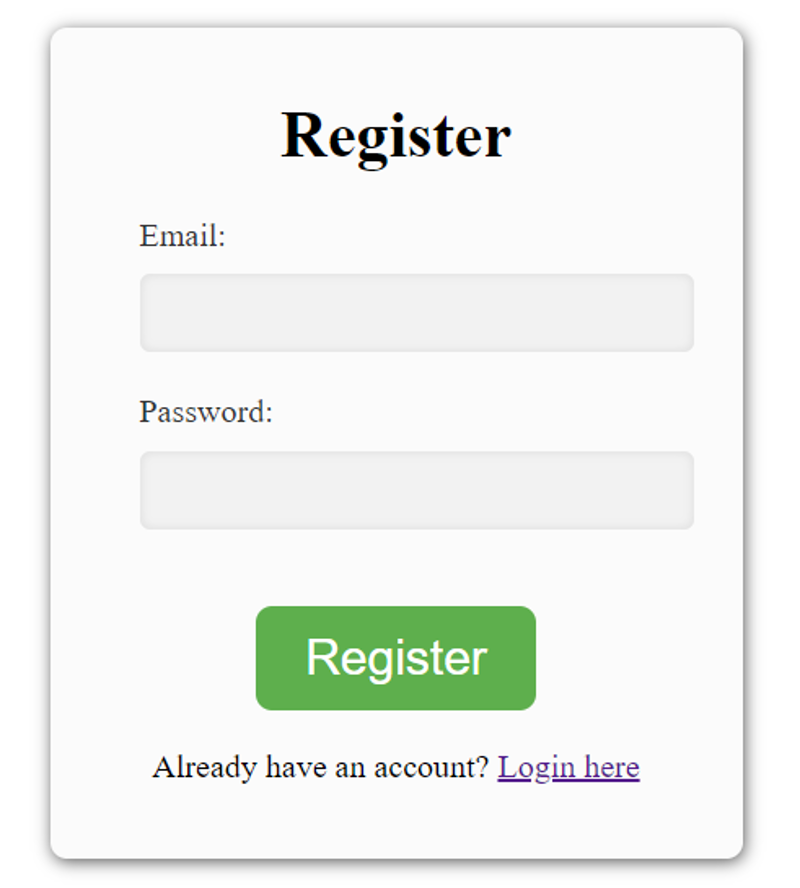 Register
Email:
Password:
Register
Already have an account? Login here